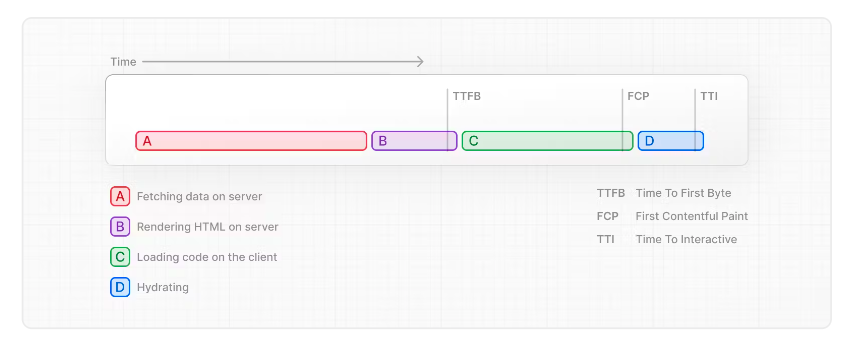 Time
TTFB
FCP
TTI
A
B
C
D
A Fetching data on server
B Rendering HTML on server
C Loading code on the client
D Hydrating
TTFB Time To First Byte
FCP First Contentful Paint
TTI Time To Interactive